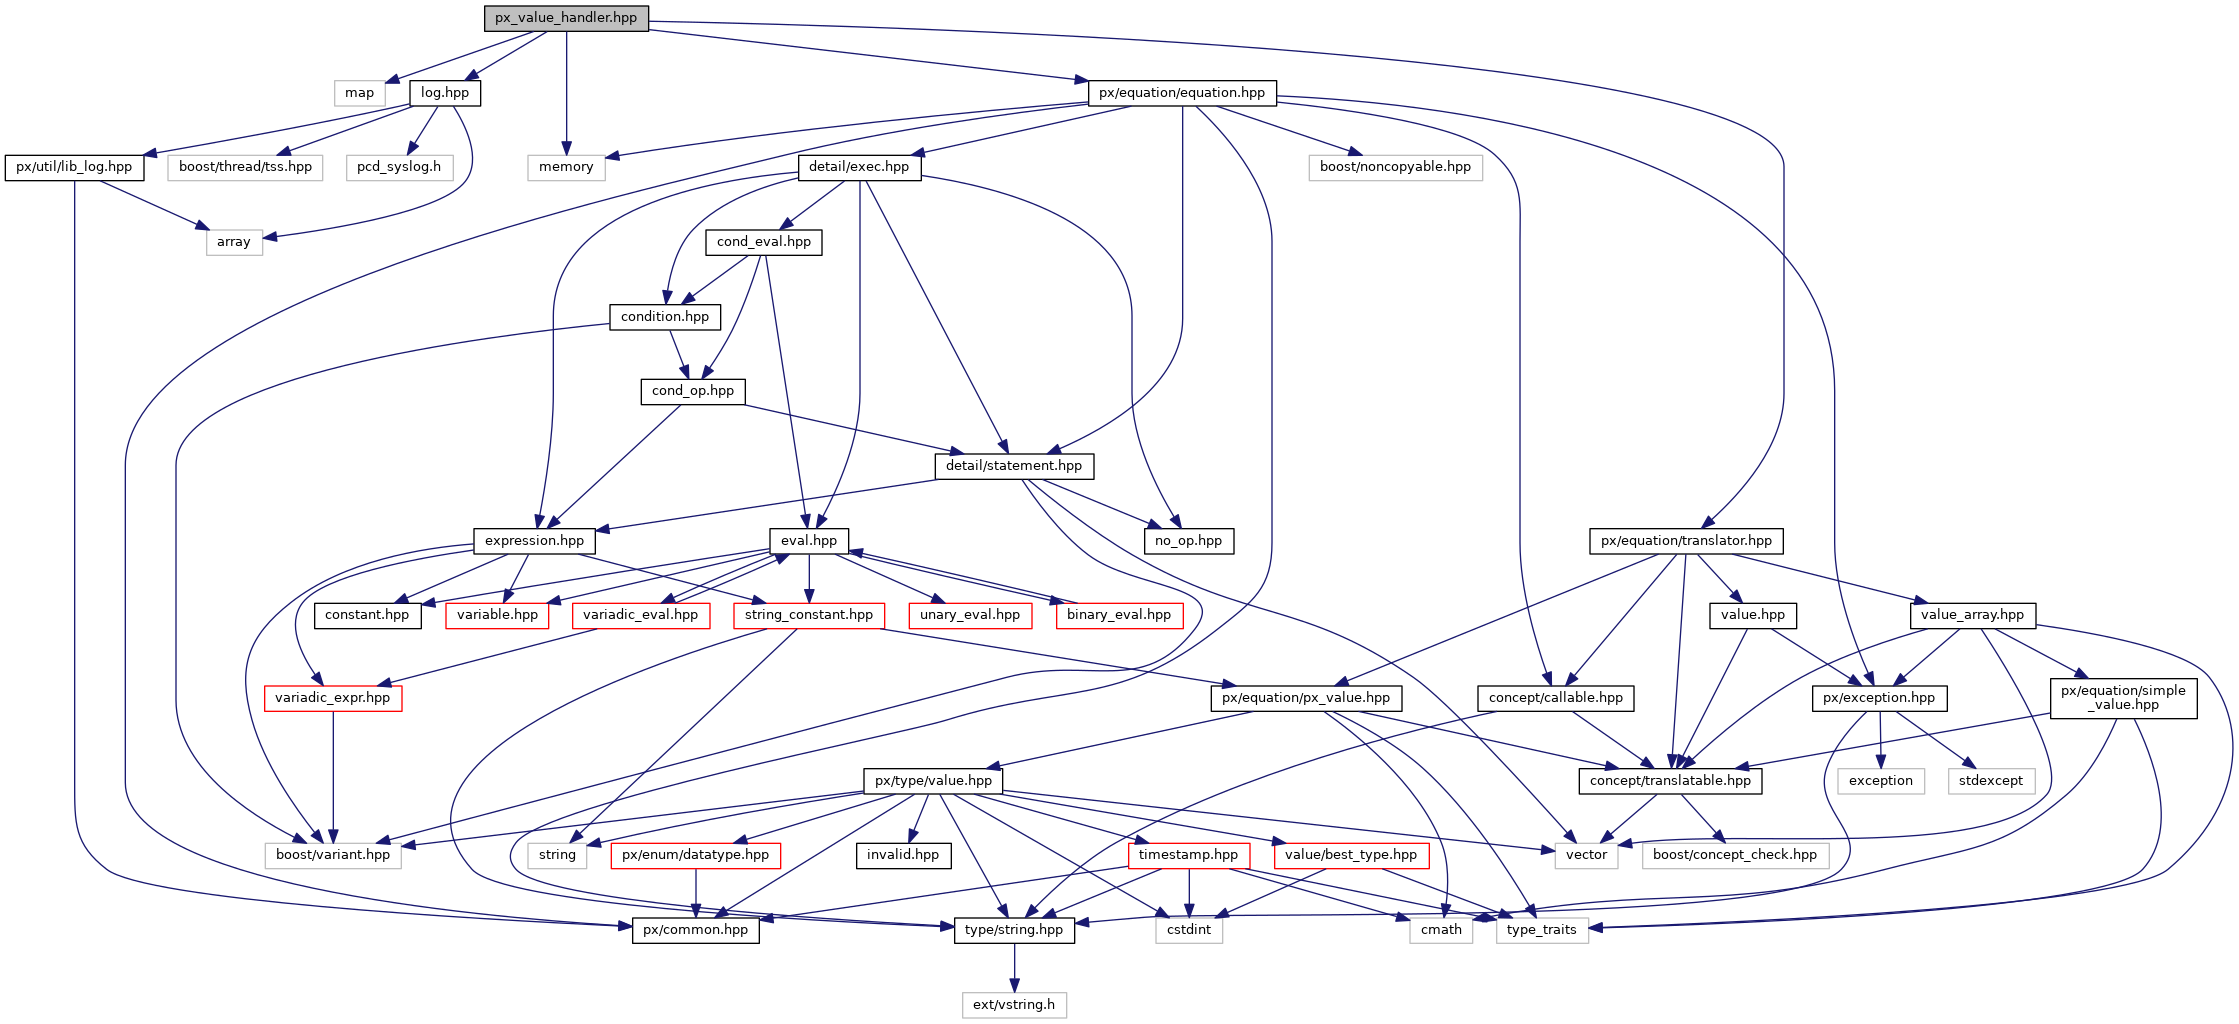 px_value_handler.hpp
map
log.hpp
px/equation/equation.hpp
px/util/lib_log.hpp
boost/thread/tss.hpp
pcd_syslog.h
memory
detail/exec.hpp
boost/noncopyable.hpp
array
cond_eval.hpp
condition.hpp
cond_op.hpp
detail/statement.hpp
expression.hpp
eval.hpp
no_op.hpp
px/equation/translator.hpp
constant.hpp
variable.hpp
variadic_eval.hpp
string_constant.hpp
unary_eval.hpp
binary_eval.hpp
value.hpp
value_array.hpp
variadic_expr.hpp
px/equation/px_value.hpp
concept/callable.hpp
px/exception.hpp
px/equation/simple
_value.hpp
px/type/value.hpp
concept/translatable.hpp
exception
stdexcept
boost/variant.hpp
string
px/enum/datatype.hpp
invalid.hpp
timestamp.hpp
value/best_type.hpp
vector
boost/concept_check.hpp
px/common.hpp
type/string.hpp
cstdint
cmath
type_traits
ext/vstring.h